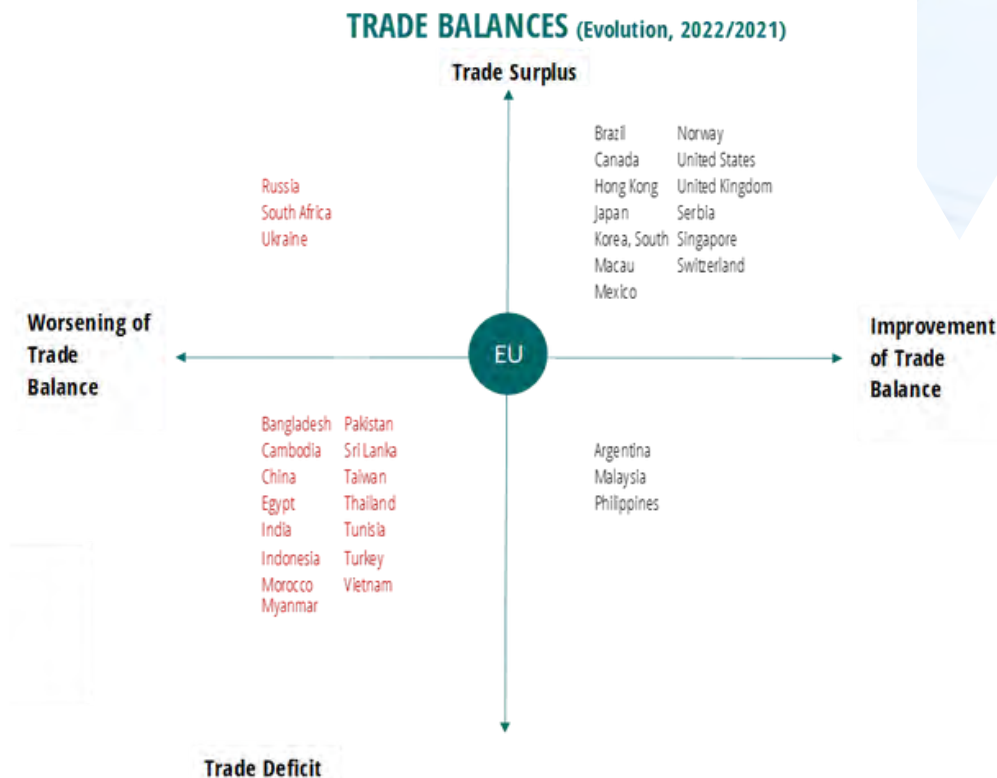 TRADE BALANCES (Evolution, 2022/2021)
Trade Surplus
Russia
South Africa
Ukraine
Brazil Norway
Canada United States
Hong Kong United Kingdom
Japan Serbia
Korea, South Singapore
Macau Switzerland
Mexico
Worsening of
Trade
Balance
EU
Improvement
of Trade
Balance
Bangladesh Pakistan
Cambodia Sri Lanka
China Taiwan
Egypt Thailand
India Tunisia
Indonesia Turkey
Morocco Vietnam
Myanmar
Argentina
Malaysia
Philippines
Trade Deficit